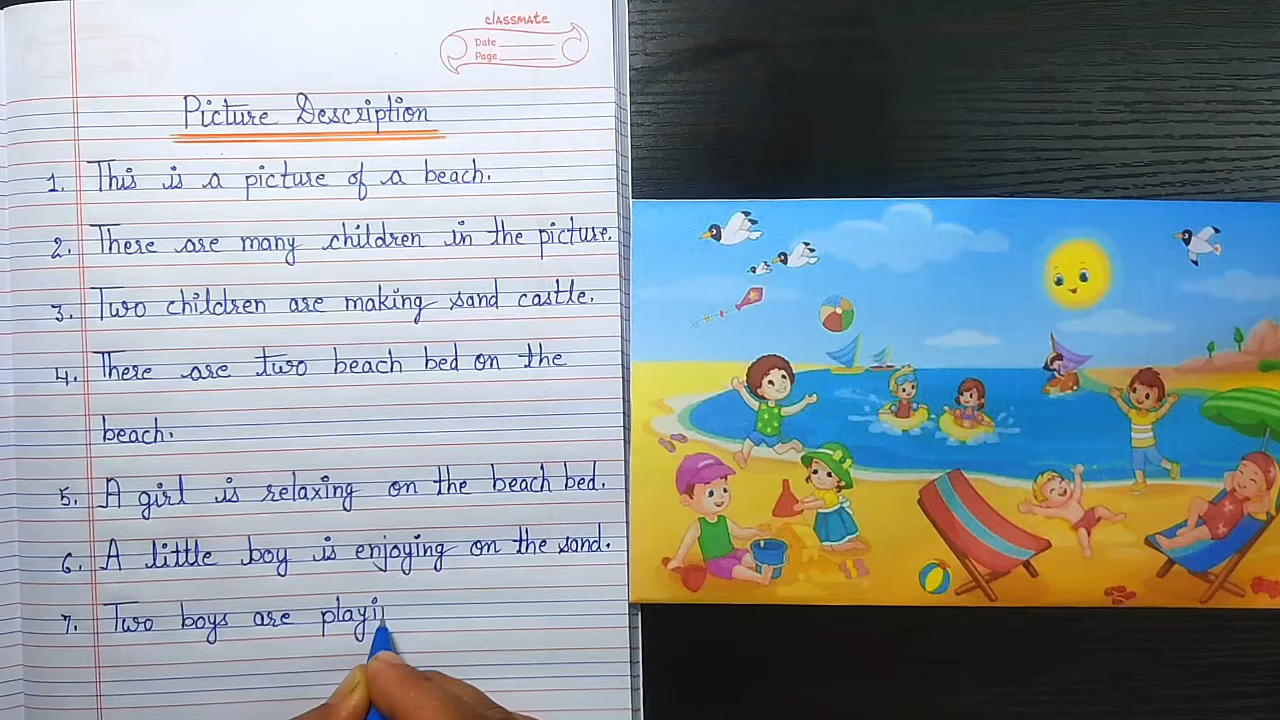 classmate
Date
Page
Picture Description
1. This is a picture of a beach.
2. There are many children in the picture.
3. Two children are making sand castle.
4. There are two beach bed on the
beach.
5. A girl is relaxing on the beach bed.
6. A little boy is enjoying on the sand.
7. Two boys are playi